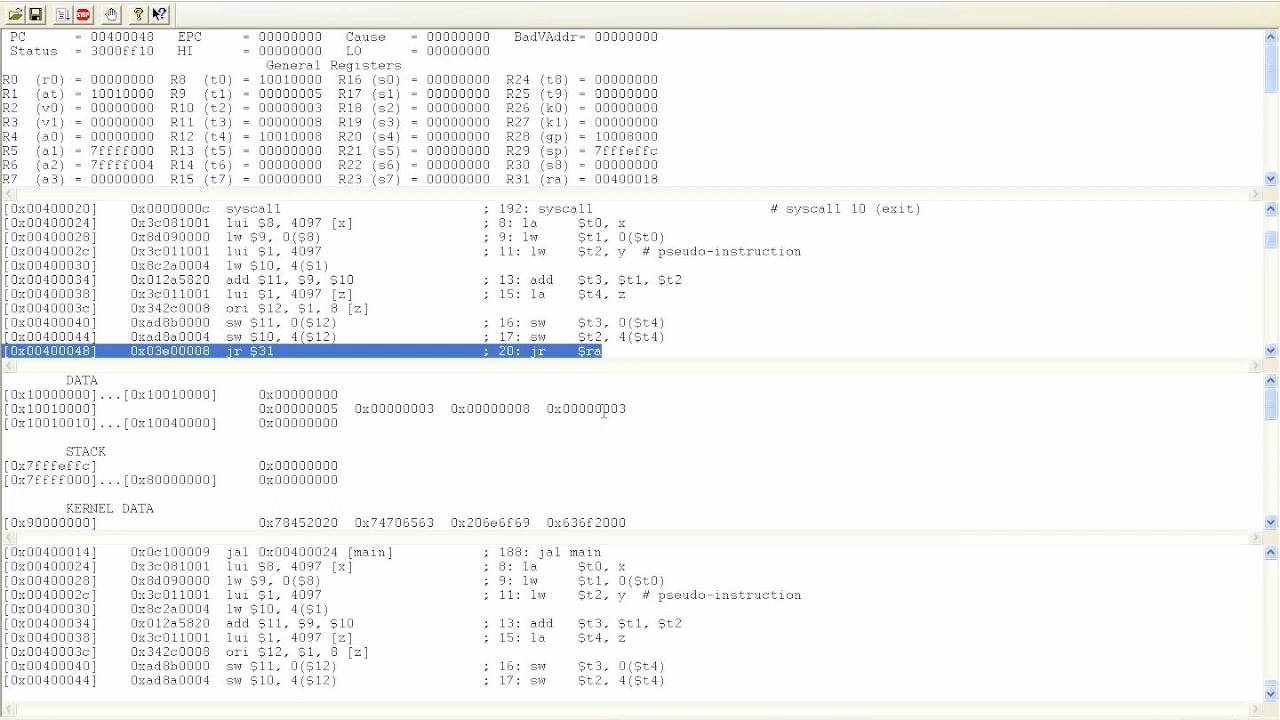 PC = 00400048 EPC = 00000000 Cause = 00000000 BadVAddr= 00000000
Status = 3000ff10 HI = 00000000 LO = 00000000
General Registers
R0 (r0) = 00000000 R8 (t0) = 10010000 R16 (s0) = 00000000 R24 (t8) = 00000000
R1 (at) = 10010000 R9 (t1) = 00000005 R17 (s1) = 00000000 R25 (t9) = 00000000
R2 (v0) = 00000000 R10 (t2) = 00000003 R18 (s2) = 00000000 R26 (k0) = 00000000
R3 (v1) = 00000000 R11 (t3) = 00000008 R19 (s3) = 00000000 R27 (k1) = 00000000
R4 (a0) = 00000000 R12 (t4) = 10010008 R20 (s4) = 00000000 R28 (gp) = 10008000
R5 (a1) = 7ffff000 R13 (t5) = 00000000 R21 (s5) = 00000000 R29 (sp) = 7fffeffc
R6 (a2) = 7ffff004 R14 (t6) = 00000000 R22 (s6) = 00000000 R30 (s8) = 00000000
R7 (a3) = 00000000 R15 (t7) = 00000000 R23 (s7) = 00000000 R31 (ra) = 00400018
[0x00400020] 0x0000000c syscall ; 192: syscall # syscall 10 (exit)
[0x00400024] 0x3c081001 lui $8, 4097 [x] ; 8: la $t0, x
[0x00400028] 0x8d090000 lw $9, 0($8) ; 9: lw $t1, 0($t0)
[0x0040002c] 0x3c011001 lui $1, 4097 ; 11: lw $t2, y # pseudo-instruction
[0x00400030] 0x8c2a0004 lw $10, 4($1)
[0x00400034] 0x012a5820 add $11, $9, $10 ; 13: add $t3, $t1, $t2
[0x00400038] 0x3c011001 lui $1, 4097 [z] ; 15: la $t4, z
[0x0040003c] 0x342c0008 ori $12, $1, 8 [z]
[0x00400040] 0xad8b0000 sw $11, 0($12) ; 16: sw $t3, 0($t4)
[0x00400044] 0xad8a0004 sw $10, 4($12) ; 17: sw $t2, 4($t4)
[0x00400048] 0x03e00008 jr $31 ; 20: jr $ra
DATA
[0x10000000]...[0x10010000] 0x00000000
[0x10010000] 0x00000005 0x00000003 0x00000008 0x00000003
[0x10010010]...[0x10040000] 0x00000000
STACK
[0x7fffeffc] 0x00000000
[0x7ffff000]...[0x80000000] 0x00000000
KERNEL DATA
[0x90000000] 0x78452020 0x74706563 0x206e6f69 0x636f2000
[0x00400014] 0x0c100009 jal 0x00400024 [main] ; 188: jal main
[0x00400024] 0x3c081001 lui $8, 4097 [x] ; 8: la $t0, x
[0x00400028] 0x8d090000 lw $9, 0($8) ; 9: lw $t1, 0($t0)
[0x0040002c] 0x3c011001 lui $1, 4097 ; 11: lw $t2, y # pseudo-instruction
[0x00400030] 0x8c2a0004 lw $10, 4($1)
[0x00400034] 0x012a5820 add $11, $9, $10 ; 13: add $t3, $t1, $t2
[0x00400038] 0x3c011001 lui $1, 4097 [z] ; 15: la $t4, z
[0x0040003c] 0x342c0008 ori $12, $1, 8 [z]
[0x00400040] 0xad8b0000 sw $11, 0($12) ; 16: sw $t3, 0($t4)
[0x00400044] 0xad8a0004 sw $10, 4($12) ; 17: sw $t2, 4($t4)